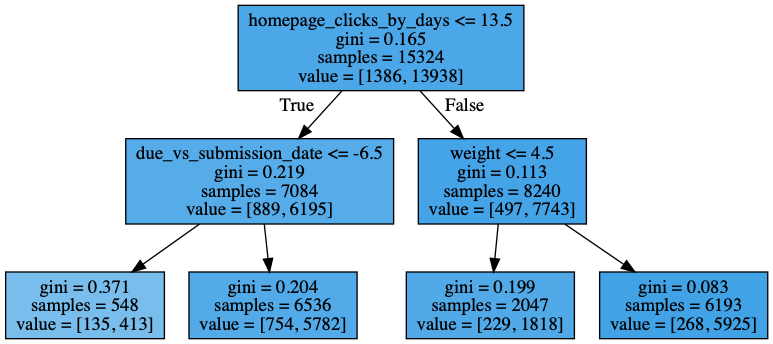 homepage_clicks_by_days <= 13.5
gini = 0.165
samples = 15324
value = [1386, 13938]
True
False
due_vs_submission_date <= -6.5
gini = 0.219
samples = 7084
value = [889, 6195]
weight <= 4.5
gini = 0.113
samples = 8240
value = [497, 7743]
gini = 0.371
samples = 548
value = [135, 413]
gini = 0.204
samples = 6536
value = [754, 5782]
gini = 0.199
samples = 2047
value = [229, 1818]
gini = 0.083
samples = 6193
value = [268, 5925]